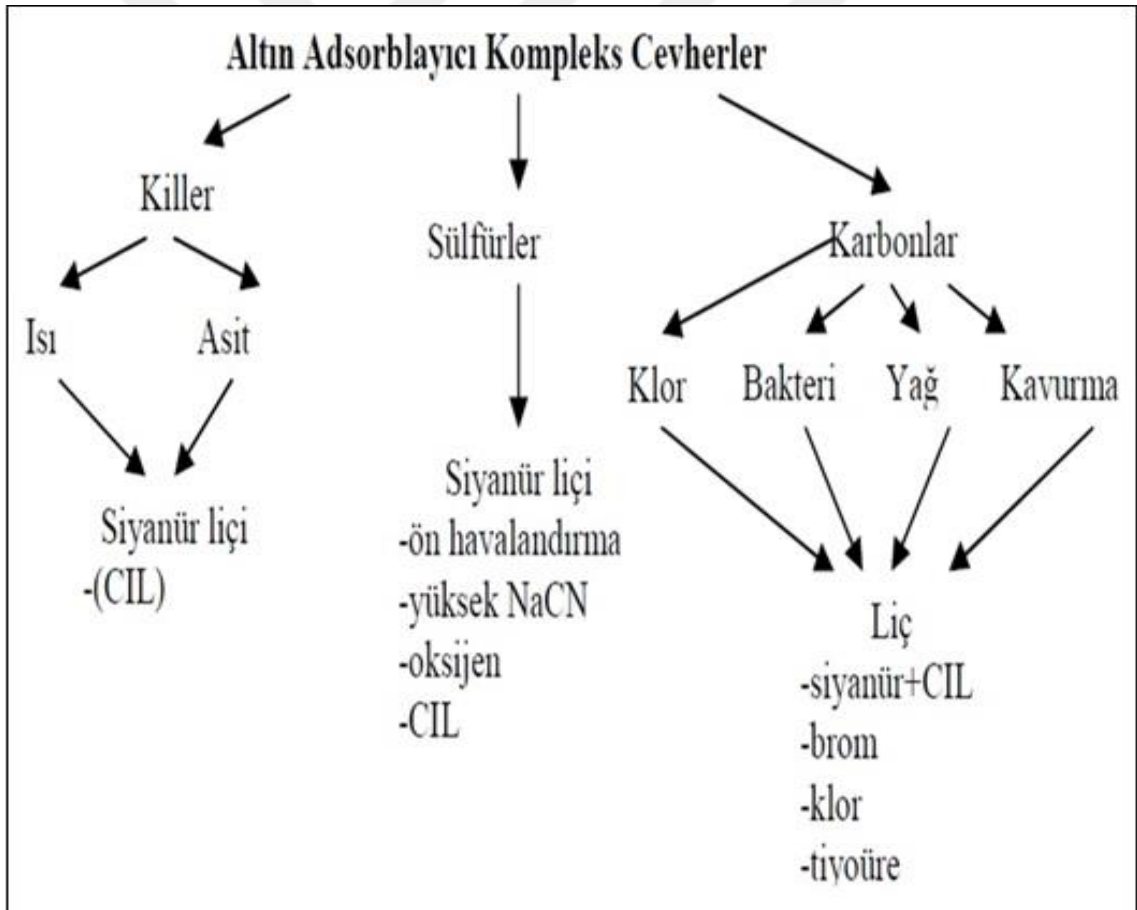 Altın Adsorblayıcı Kompleks Cevherler
Killer
Sülfürler
Karbonlar
Isı
Asit
Klor
Bakteri
Yağ
Kavurma
Siyanür liçi
-(CIL)
Siyanür liçi
-ön havalandırma
-yüksek NaCN
-oksijen
-CIL
Liç
-siyanür+CIL
-brom
-klor
-tiyoüre